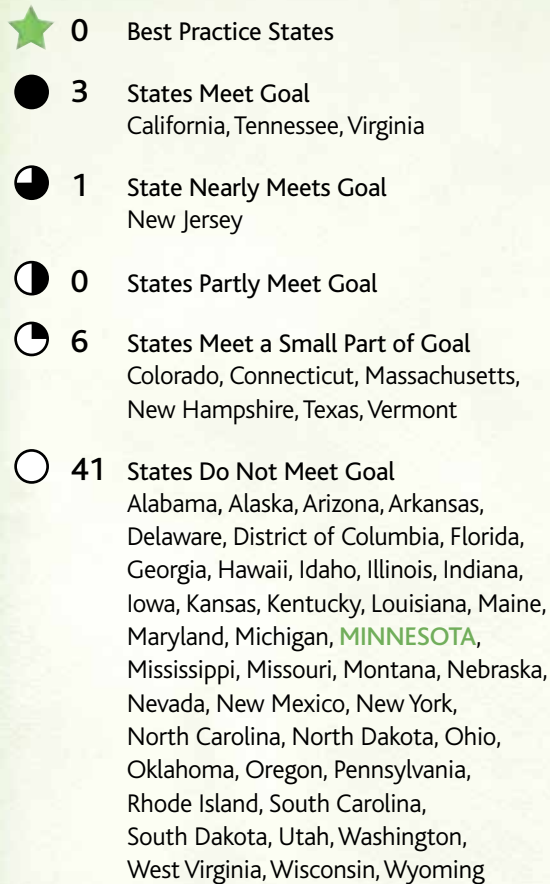 0 Best Practice States
3 States Meet Goal
California, Tennessee, Virginia
1 State Nearly Meets Goal
New Jersey
0 States Partly Meet Goal
6 States Meet a Small Part of Goal
Colorado, Connecticut, Massachusetts,
New Hampshire, Texas, Vermont
41 States Do Not Meet Goal
Alabama, Alaska, Arizona, Arkansas,
Delaware, District of Columbia, Florida,
Georgia, Hawaii, Idaho, Illinois, Indiana,
Iowa, Kansas, Kentucky, Louisiana, Maine,
Maryland, Michigan, MINNESOTA,
Mississippi, Missouri, Montana, Nebraska,
Nevada, New Mexico, New York,
North Carolina, North Dakota, Ohio,
Oklahoma, Oregon, Pennsylvania,
Rhode Island, South Carolina,
South Dakota, Utah, Washington,
West Virginia, Wisconsin, Wyoming